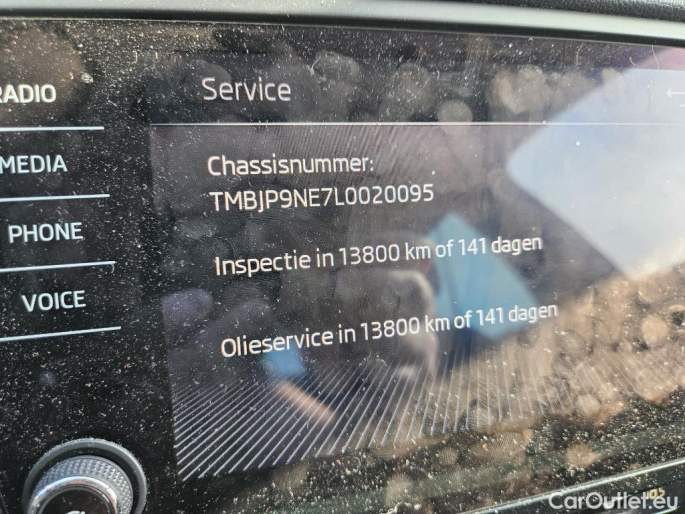 RADIO
MEDIA
PHONE
VOICE
Service
Chassisnummer:
TMBJP9NE7L0020095
Inspectie in 13800 km of 141 dagen
Olieservice in 13800 km of 141 dagen
CarOutlet.eu